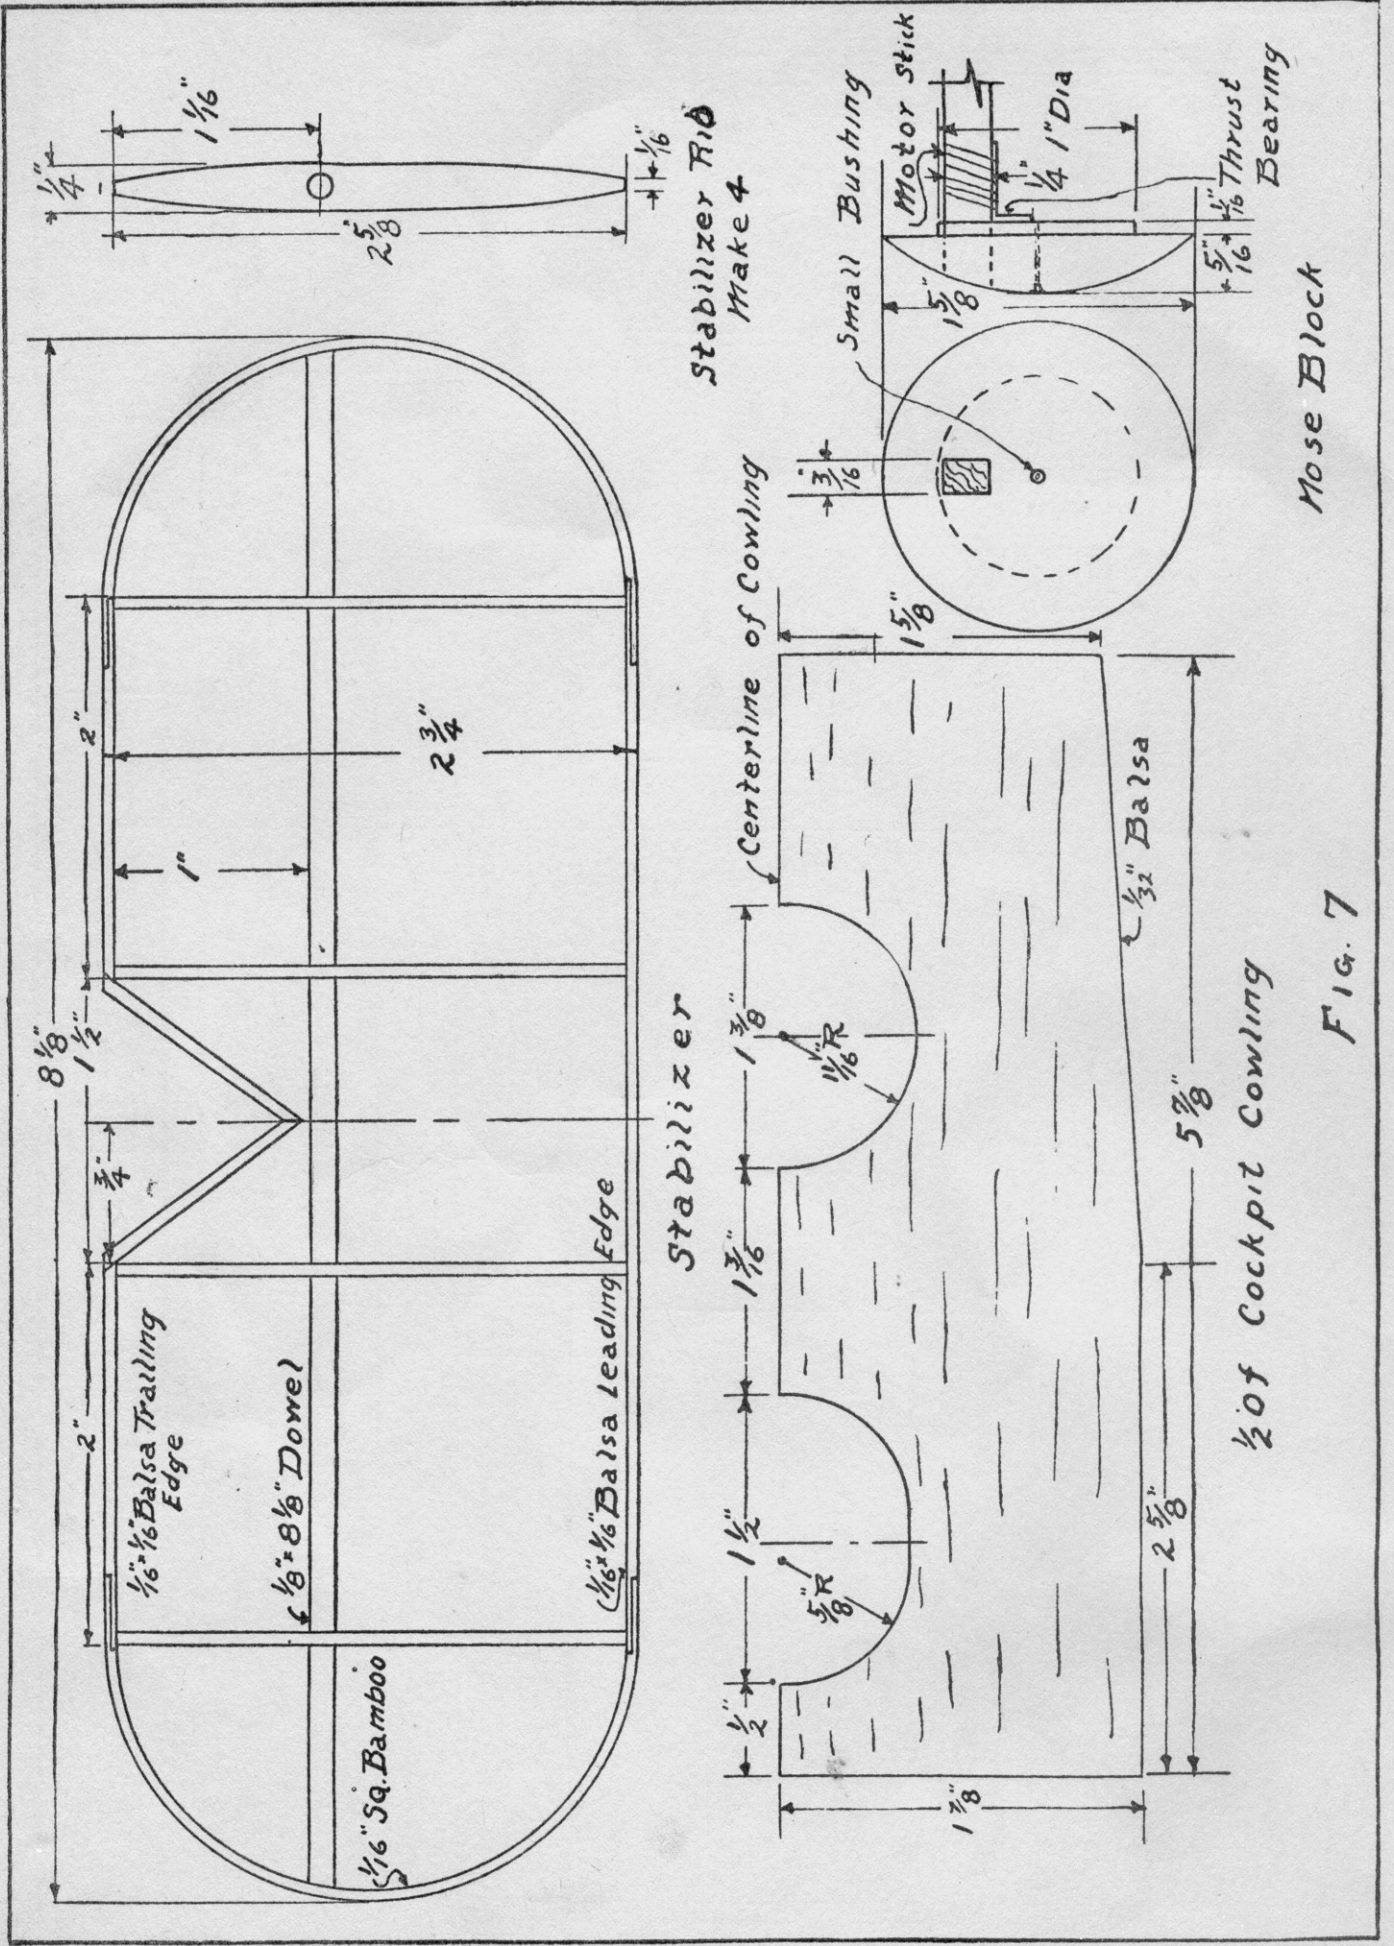 8 1/8"
2"
1 1/2"
2"
3/4
1/16"×1/16" Balsa Trailing
Edge
1"
2 3/4"
1/8"×8 1/8" Dowel
1/16" Sq. Bamboo
1/16"×1/16" Balsa Leading Edge
Stabilizer
1/4"
1 1/16"
2 5/8"
1/16"
Stabilizer Rib
Make 4
Centerline of Cowling
1/2"
1 1/2"
1 3/16"
1 3/8"
5/8" R
11/16" R
1 5/8"
1 7/8"
1/32" Balsa
2 5/8"
5 7/8"
1/2 of Cockpit Cowling
Small Bushing
Motor Stick
3/16"
1 5/8"
1/4
1" Dia
5/16"
1/16"
Thrust
Bearing
Nose Block
FIG. 7